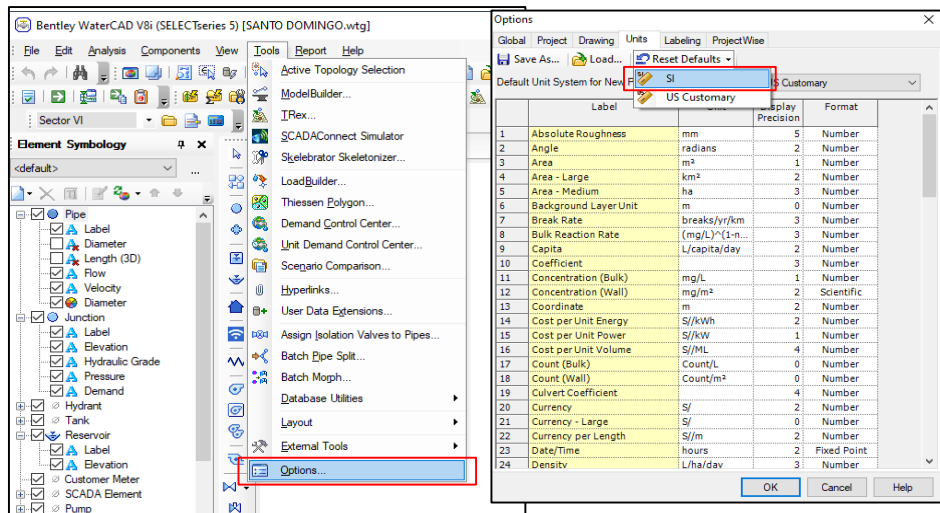 Bentley WaterCAD V8i (SELECTseries 5) [SANTO DOMINGO.wtg]
File Edit Analysis Components View Tools Report Help
Sector VI
Element Symbology
<default>
...
Pipe
Label
Diameter
Length (3D)
Flow
Velocity
Diameter
Junction
Label
Elevation
Hydraulic Grade
Pressure
Demand
Hydrant
Tank
Reservoir
Label
Elevation
Customer Meter
SCADA Element
Pump
Active Topology Selection
ModelBuilder...
TRex...
SCADAConnect Simulator
Skelebrator Skeletonizer...
LoadBuilder...
Thiessen Polygon...
Demand Control Center...
Unit Demand Control Center...
Scenario Comparison...
Hyperlinks...
User Data Extensions...
Assign Isolation Valves to Pipes...
Batch Pipe Split...
Batch Morph...
Database Utilities
Layout
External Tools
Options...
Options
Global Project Drawing Units Labeling ProjectWise
Save As... Load... Reset Defaults
SI
US Customary
Default Unit System for New
Customary
Label Display Precision Format
1 Absolute Roughness mm 5 Number
2 Angle radians 2 Number
3 Area m² 1 Number
4 Area - Large km² 2 Number
5 Area - Medium ha 3 Number
6 Background Layer Unit m 0 Number
7 Break Rate breaks/yr/km 3 Number
8 Bulk Reaction Rate (mg/L)^(1-n... 3 Number
9 Capita L/capita/day 2 Number
10 Coefficient 3 Number
11 Concentration (Bulk) mg/L 1 Number
12 Concentration (Wall) mg/m² 2 Scientific
13 Coordinate m 2 Number
14 Cost per Unit Energy S//kWh 2 Number
15 Cost per Unit Power S//kW 1 Number
16 Cost per Unit Volume S//ML 4 Number
17 Count (Bulk) Count/L 0 Number
18 Count (Wall) Count/m² 0 Number
19 Culvert Coefficient 4 Number
20 Currency S/ 2 Number
21 Currency - Large S/ 0 Number
22 Currency per Length S//m 2 Number
23 Date/Time hours 2 Fixed Point
24 Density L/ha/day 3 Number
OK Cancel Help